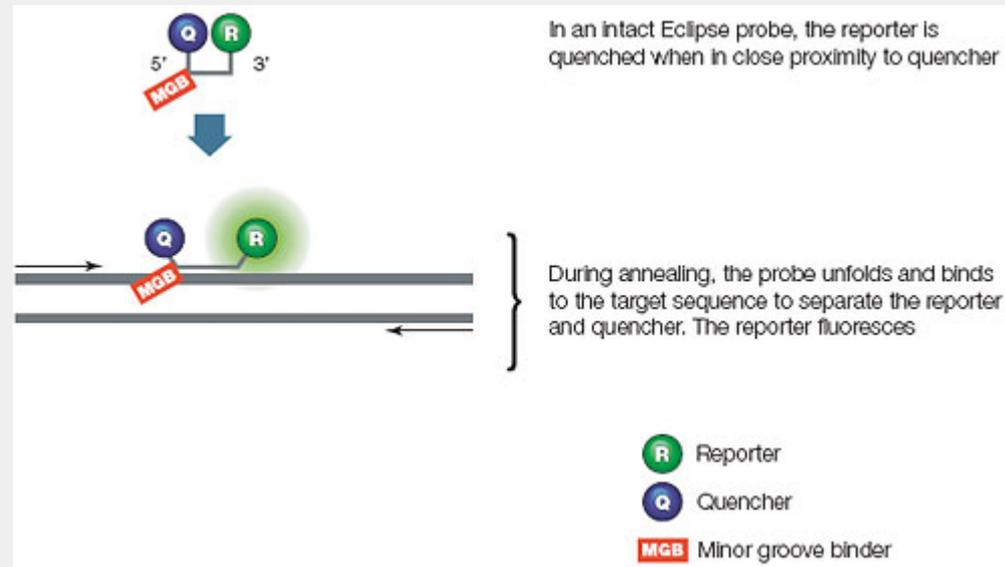 Q R
5' 3'
MGB
In an intact Eclipse probe, the reporter is
quenched when in close proximity to quencher
Q R
MGB
During annealing, the probe unfolds and binds
to the target sequence to separate the reporter
and quencher. The reporter fluoresces
R Reporter
Q Quencher
MGB Minor groove binder